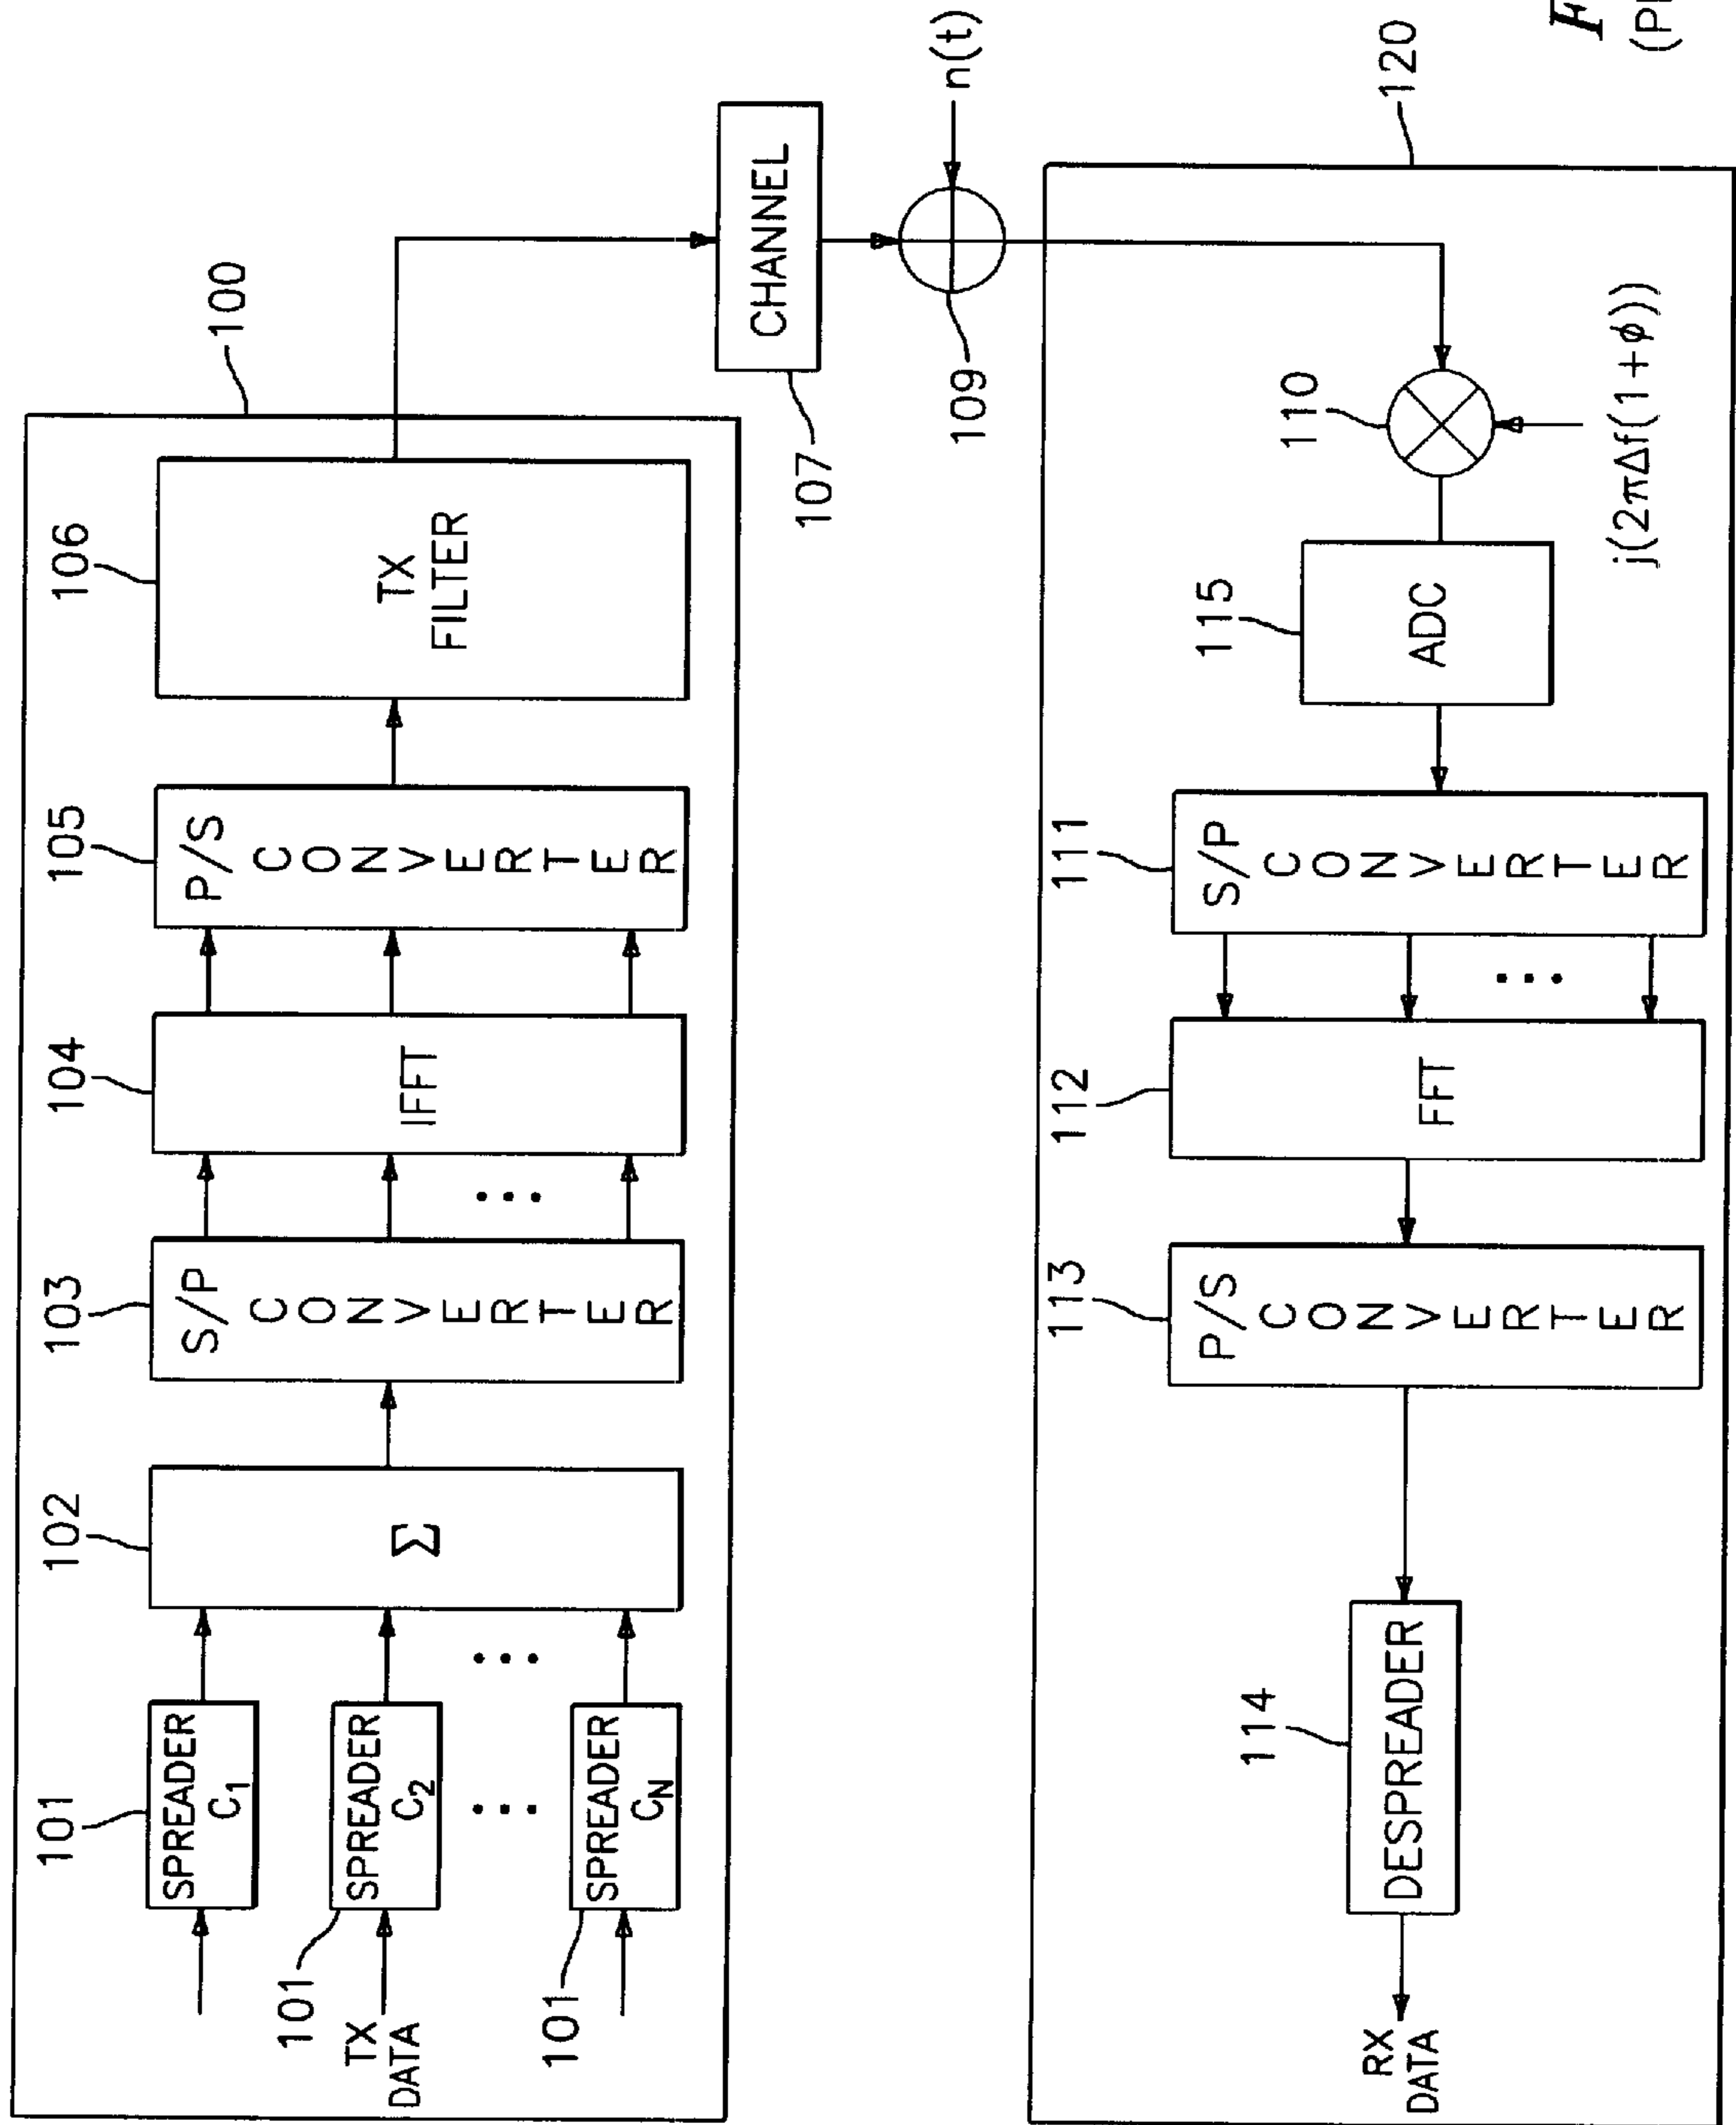 100
101
SPREADER
C1
101
TX
DATA
SPREADER
C2
...
101
SPREADER
CN
...
102
Σ
103
S/P
CONVERTER
...
104
IFFT
105
P/S
CONVERTER
106
TX
FILTER
CHANNEL
107
109
n(t)
120
110
j(2πΔf(1+ϕ))
115
ADC
111
S/P
CONVERTER
...
112
FFT
113
P/S
CONVERTER
114
DESPREADER
RX
DATA